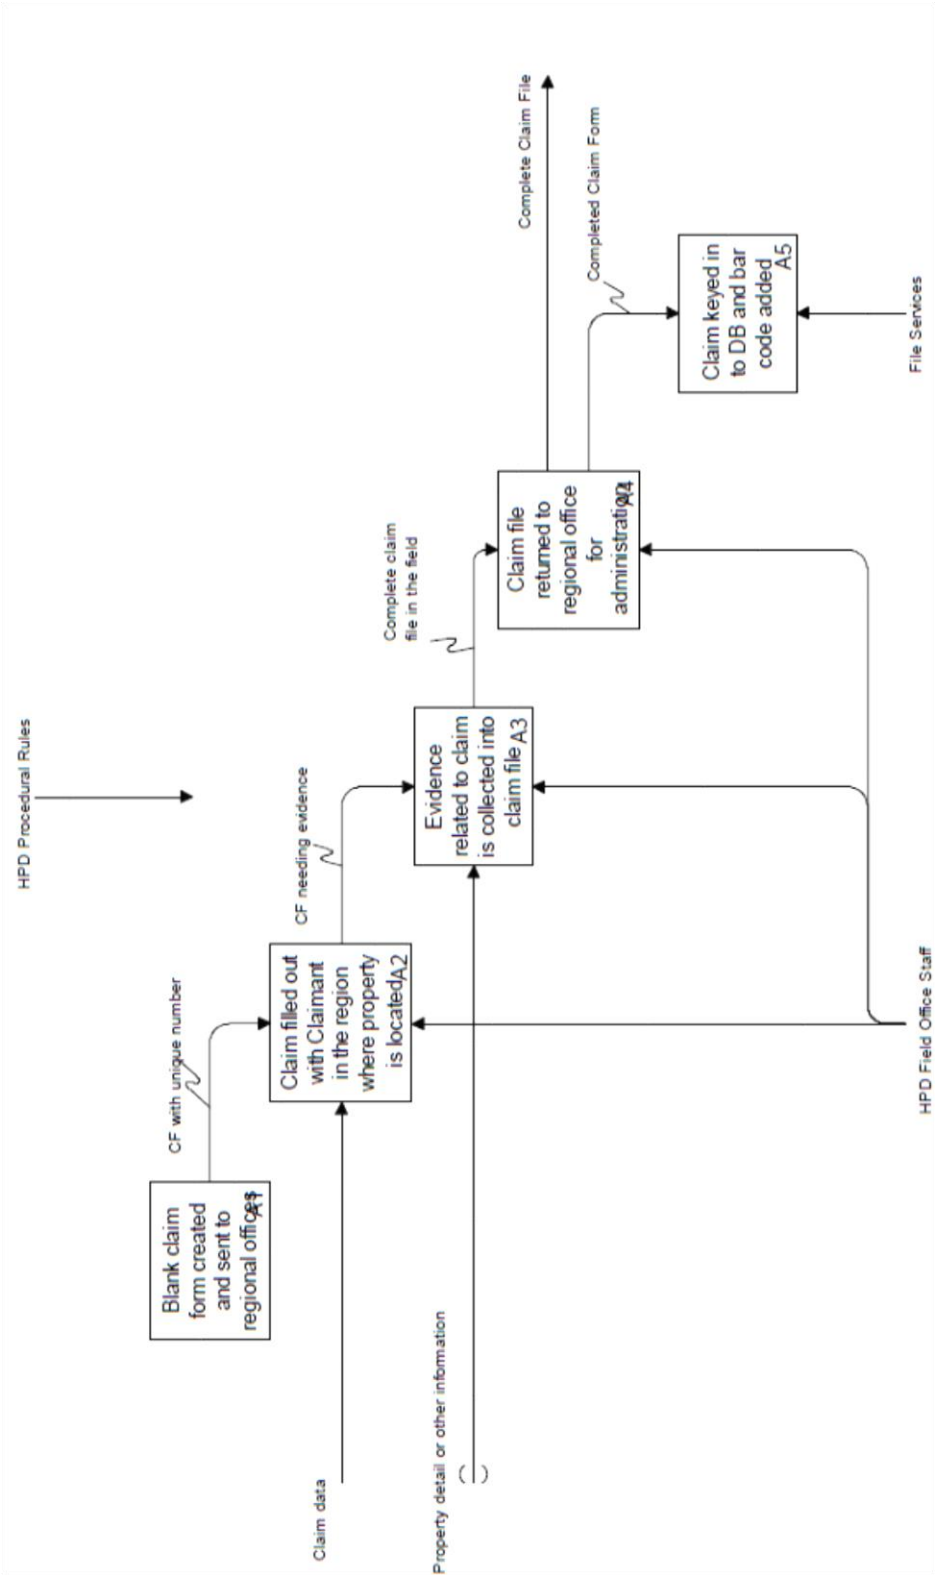 HPD Procedural Rules
CF with unique number
Blank claim
form created
and sent to
regional offices
A1
Claim data
Claim filled out
with Claimant
in the region
where property
is located
A2
CF needing evidence
Property detail or other information
Evidence
related to claim
is collected into
claim file
A3
Complete claim
file in the field
Claim file
returned to
regional office
for
administration
A4
Complete Claim File
Completed Claim Form
Claim keyed in
to DB and bar
code added
A5
HPD Field Office Staff
File Services